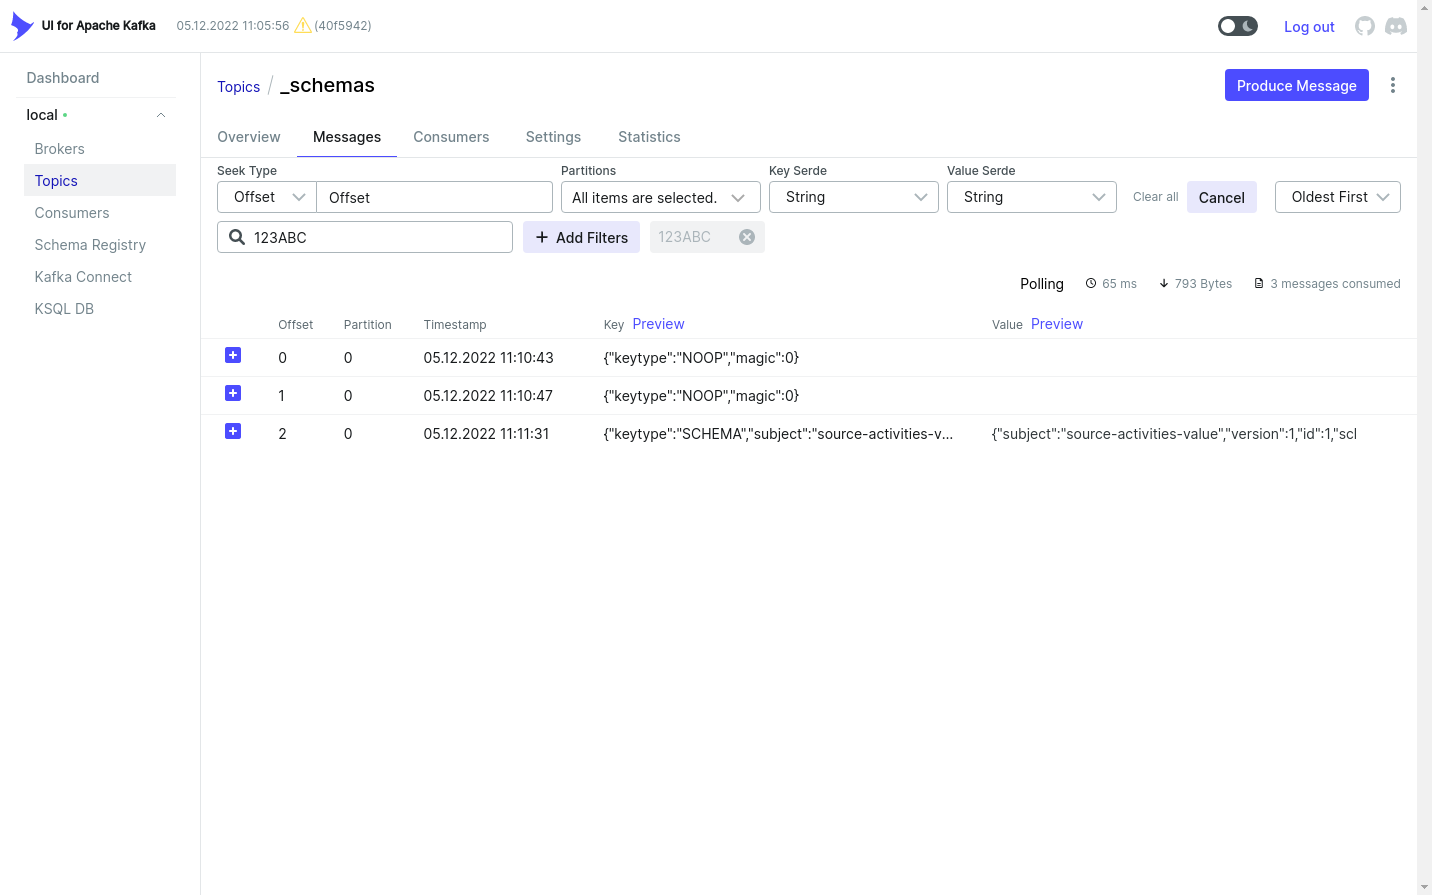 UI for Apache Kafka
05.12.2022 11:05:56 (40f5942)
Log out
Dashboard
local
Brokers
Topics
Consumers
Schema Registry
Kafka Connect
KSQL DB
Topics / _schemas
Produce Message
Overview Messages Consumers Settings Statistics
Seek Type Partitions Key Serde Value Serde
Offset Offset All items are selected. String String Clear all Cancel Oldest First
123ABC Add Filters 123ABC
Polling 65 ms 793 Bytes 3 messages consumed
Offset Partition Timestamp Key Preview Value Preview
0 0 05.12.2022 11:10:43 {"keytype":"NOOP","magic":0}
1 0 05.12.2022 11:10:47 {"keytype":"NOOP","magic":0}
2 0 05.12.2022 11:11:31 {"keytype":"SCHEMA","subject":"source-activities-v... {"subject":"source-activities-value","version":1,"id":1,"scl